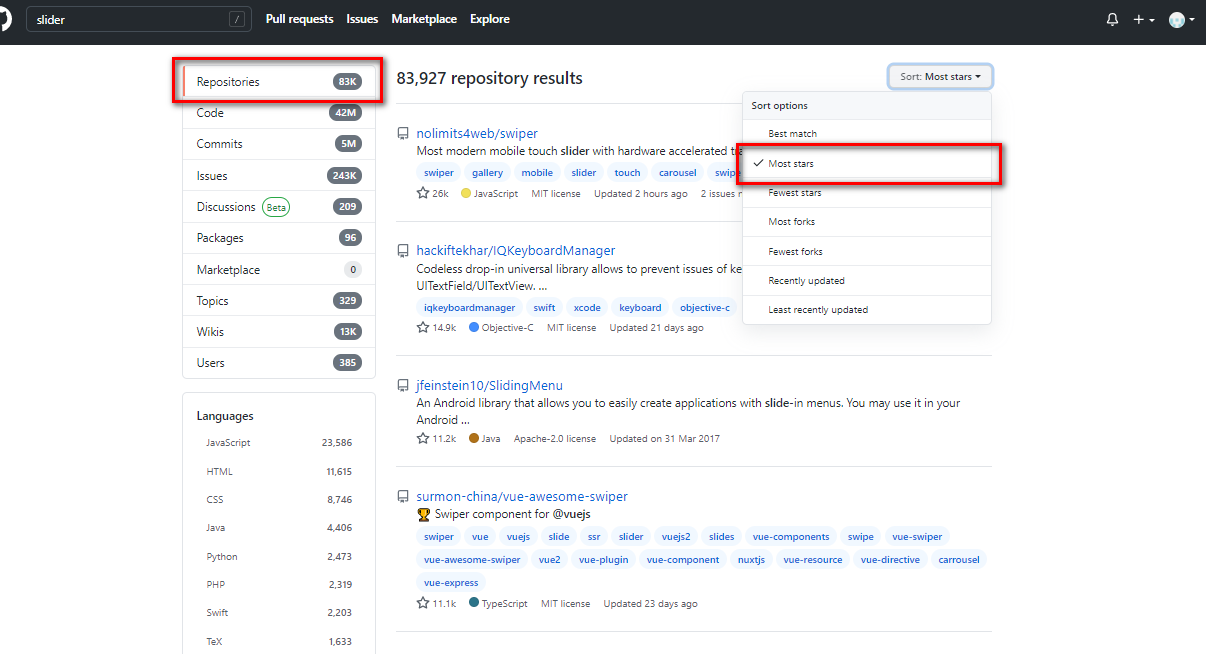 slider
/
Pull requests Issues Marketplace Explore
Repositories 83K
Code 42M
Commits 5M
Issues 243K
Discussions Beta 209
Packages 96
Marketplace 0
Topics 329
Wikis 13K
Users 385
Languages
JavaScript 23,586
HTML 11,615
CSS 8,746
Java 4,406
Python 2,473
PHP 2,319
Swift 2,203
TeX 1,633
83,927 repository results
Sort: Most stars
Sort options
Best match
Most stars
Fewest stars
Most forks
Fewest forks
Recently updated
Least recently updated
nolimits4web/swiper
Most modern mobile touch slider with hardware accelerated
swiper gallery mobile slider touch carousel
26k JavaScript MIT license Updated 2 hours ago 2 issues
hackiftekhar/IQKeyboardManager
Codeless drop-in universal library allows to prevent issues of
UITextField/UITextView. ...
iqkeyboardmanager swift xcode keyboard objective-c
14.9k Objective-C MIT license Updated 21 days ago
jfeinstein10/SlidingMenu
An Android library that allows you to easily create applications with slide-in menus. You may use it in your
Android ...
11.2k Java Apache-2.0 license Updated on 31 Mar 2017
surmon-china/vue-awesome-swiper
🏆 Swiper component for @vuejs
swiper vue vuejs slide ssr slider vuejs2 slides vue-components swipe vue-swiper
vue-awesome-swiper vue2 vue-plugin vue-component nuxtjs vue-resource vue-directive carrousel
vue-express
11.1k TypeScript MIT license Updated 23 days ago